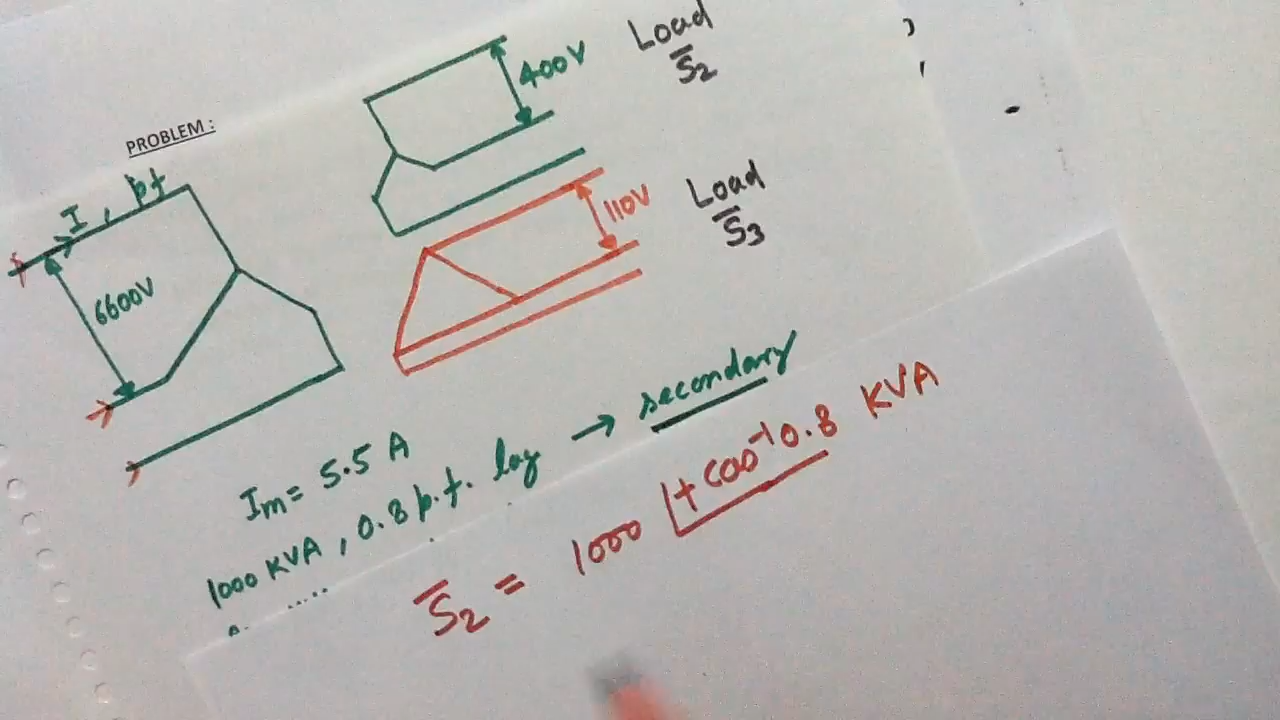 PROBLEM :
I, pf
6600V
400V
Load
S̅2
110V
Load
S̅3
Im = 5.5 A
1000 KVA, 0.8 p.f. lag → secondary
S̅2 = 1000 ∠+cos⁻¹0.8 KVA